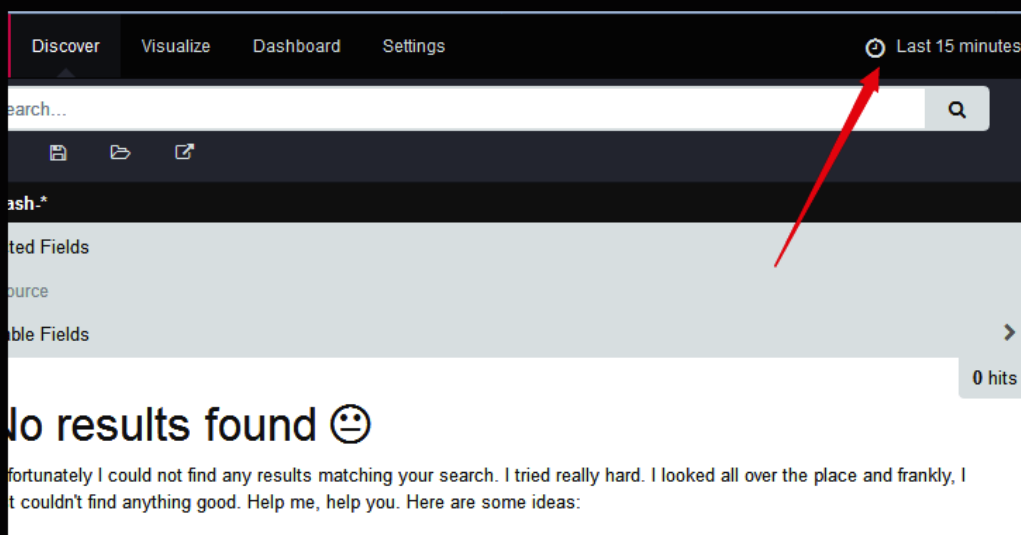 Discover Visualize Dashboard Settings Last 15 minutes
earch...
ash-*
ted Fields
ource
able Fields
0 hits
No results found
fortunately I could not find any results matching your search. I tried really hard. I looked all over the place and frankly, I
t couldn't find anything good. Help me, help you. Here are some ideas: